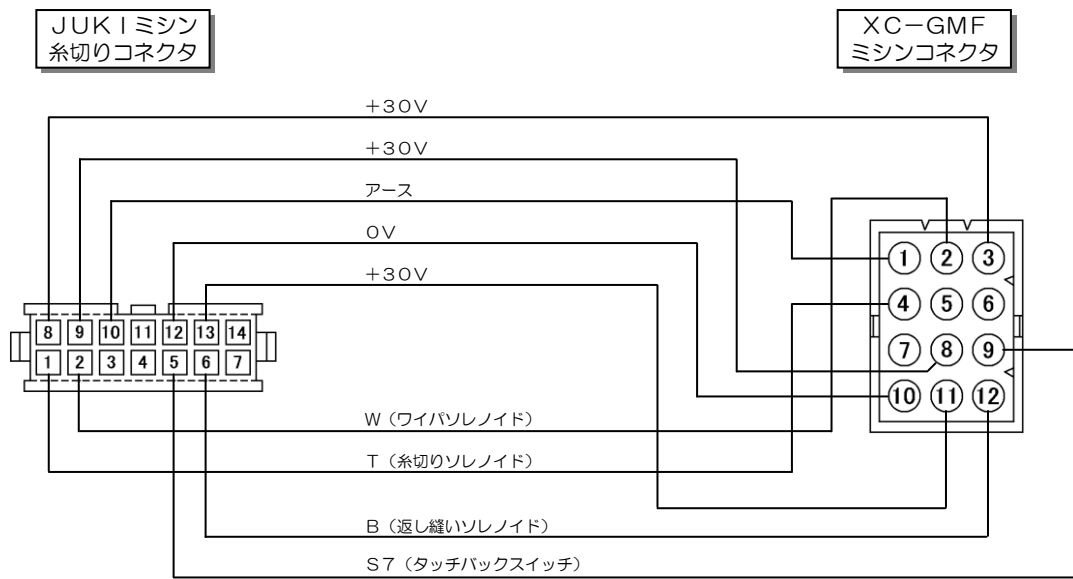 JUKIミシン
糸切りコネクタ
XC-GMF
ミシンコネクタ
+30V
+30V
アース
0V
+30V
8 9 10 11 12 13 14
1 2 3 4 5 6 7
1 2 3
4 5 6
7 8 9
10 11 12
W(ワイパソレノイド)
T(糸切りソレノイド)
B(返し縫いソレノイド)
S7(タッチバックスイッチ)